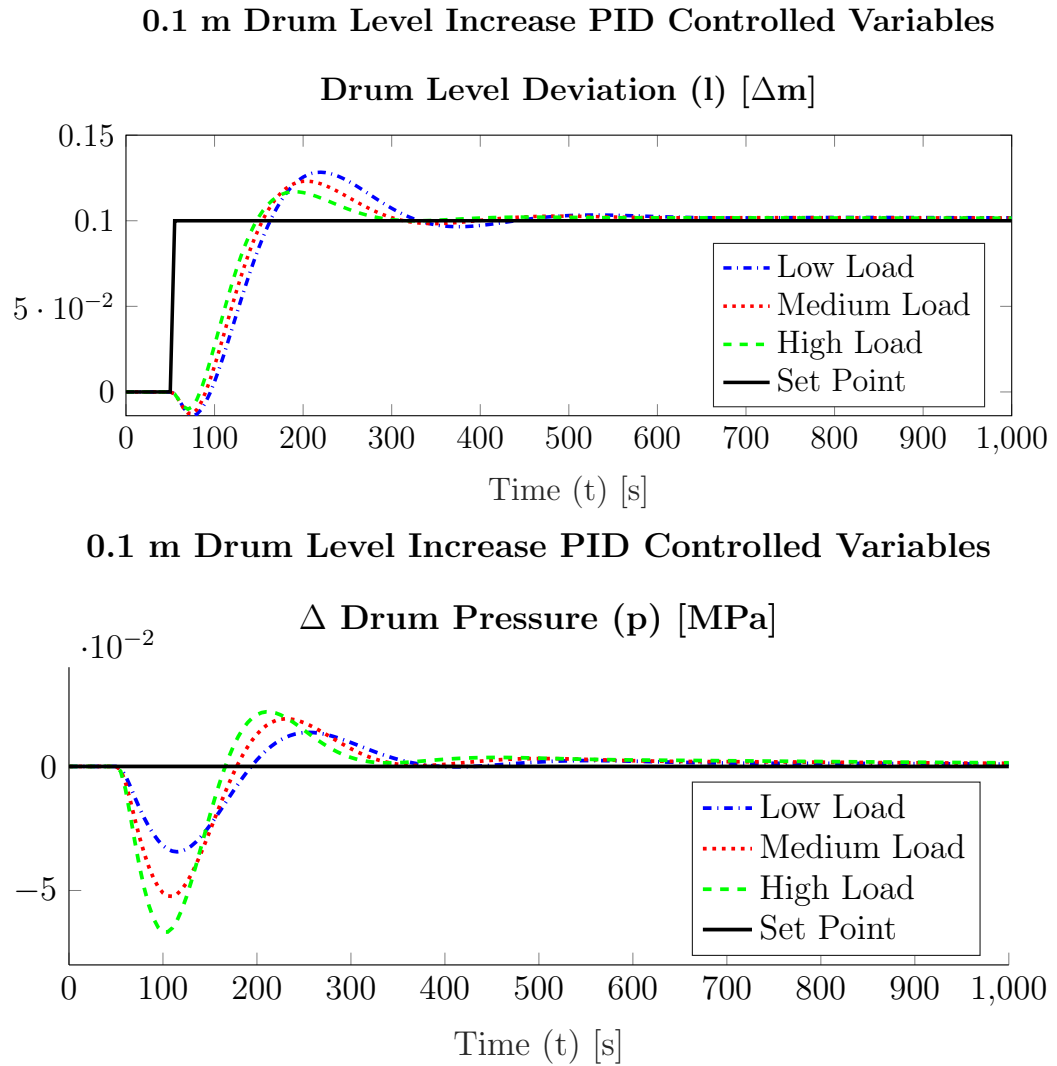 0.1 m Drum Level Increase PID Controlled Variables
Drum Level Deviation (l) [Δm]
0.15
0.1
5 · 10⁻²
0
Low Load
Medium Load
High Load
Set Point
0 100 200 300 400 500 600 700 800 900 1,000
Time (t) [s]
0.1 m Drum Level Increase PID Controlled Variables
Δ Drum Pressure (p) [MPa]
·10⁻²
0
−5
Low Load
Medium Load
High Load
Set Point
0 100 200 300 400 500 600 700 800 900 1,000
Time (t) [s]